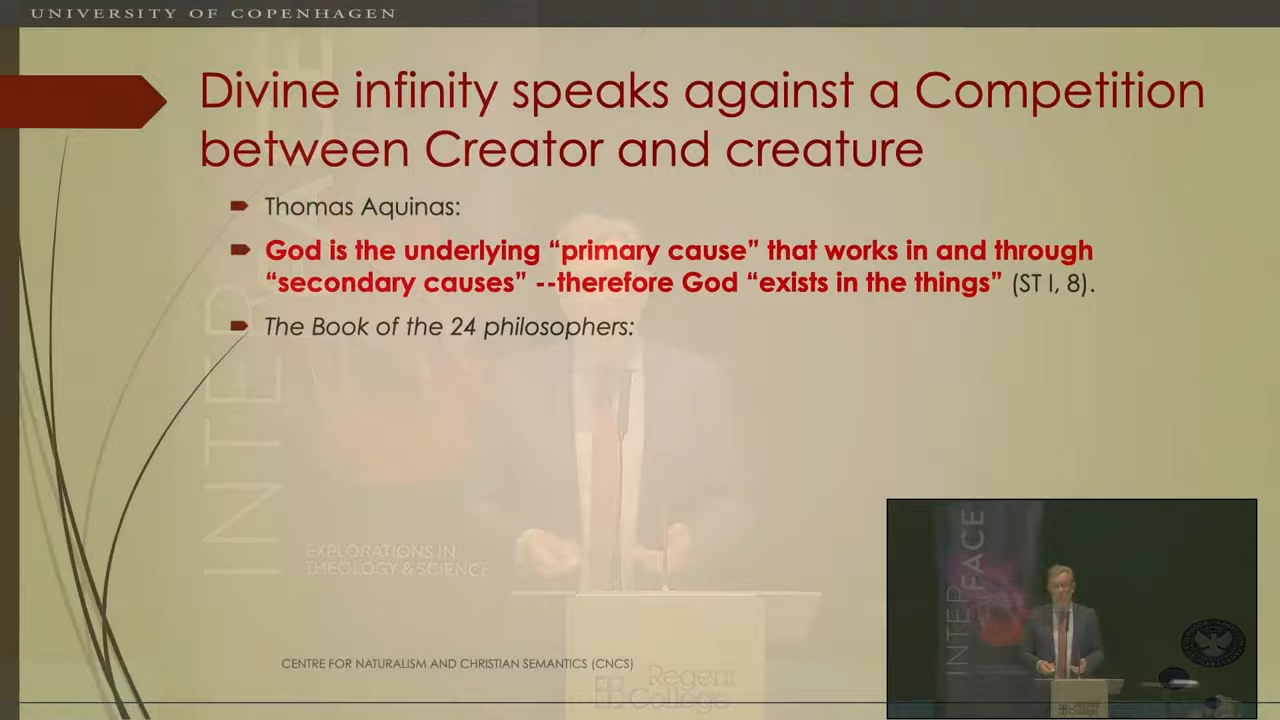 UNIVERSITY OF COPENHAGEN
Divine infinity speaks against a Competition
between Creator and creature
Thomas Aquinas:
God is the underlying “primary cause” that works in and through
“secondary causes” --therefore God “exists in the things” (ST I, 8).
The Book of the 24 philosophers:
INTERFACE
EXPLORATIONS IN
THEOLOGY & SCIENCE
CENTRE FOR NATURALISM AND CHRISTIAN SEMANTICS (CNCS)
Regent
College
INTERFACE